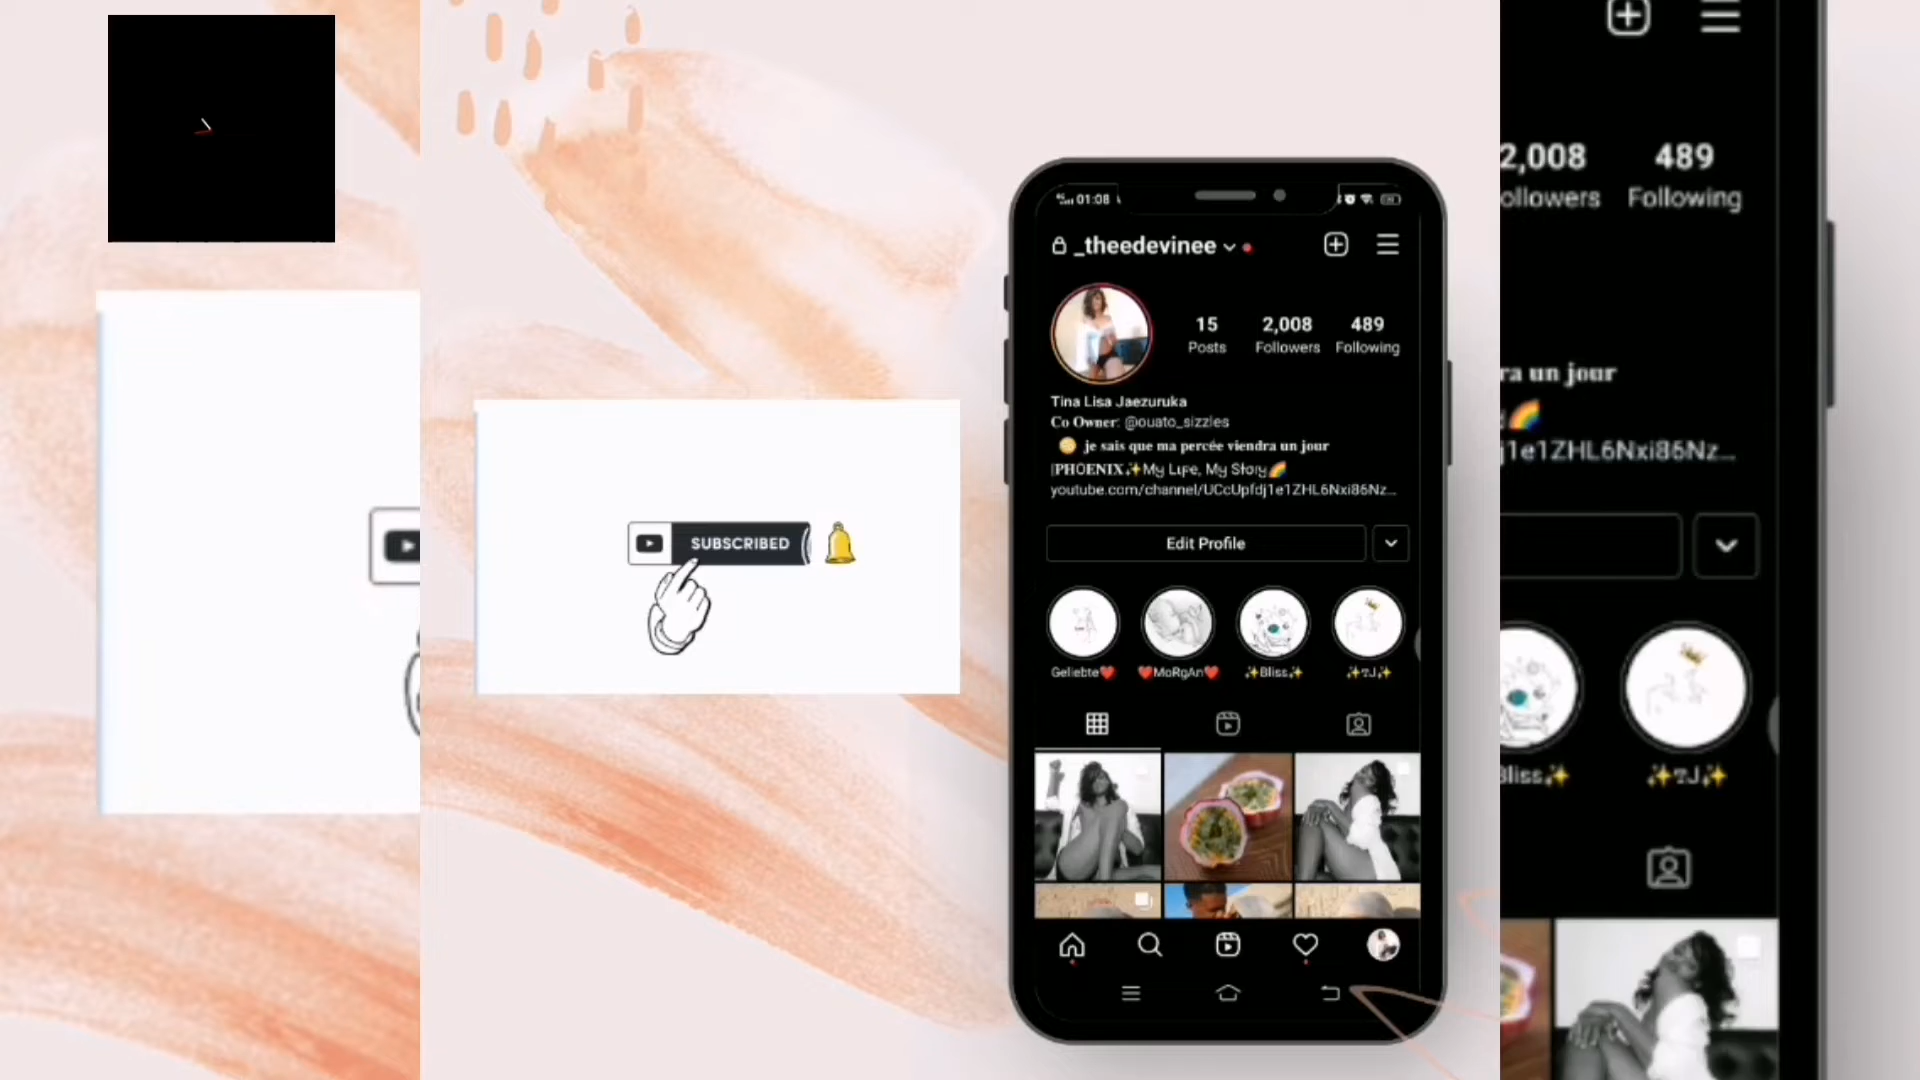 01:08
_theedevinee
15 2,008 489
Posts Followers Following
Tina Lisa Jaezuruka
Co Owner: @ouato_sizzles
je sais que ma percée viendra un jour
|PHOENIX✨My Life, My Story🌈
youtube.com/channel/UCcUpfdj1e1ZHL6Nxi86Nz...
Edit Profile
Geliebte❤️ ❤️MoRgAn❤️ ✨Bliss✨ ✨TJ✨
SUBSCRIBED
2,008 489
ollowers Following
ra un jour
j1e1ZHL6Nxi86Nz...
Bliss✨ ✨TJ✨